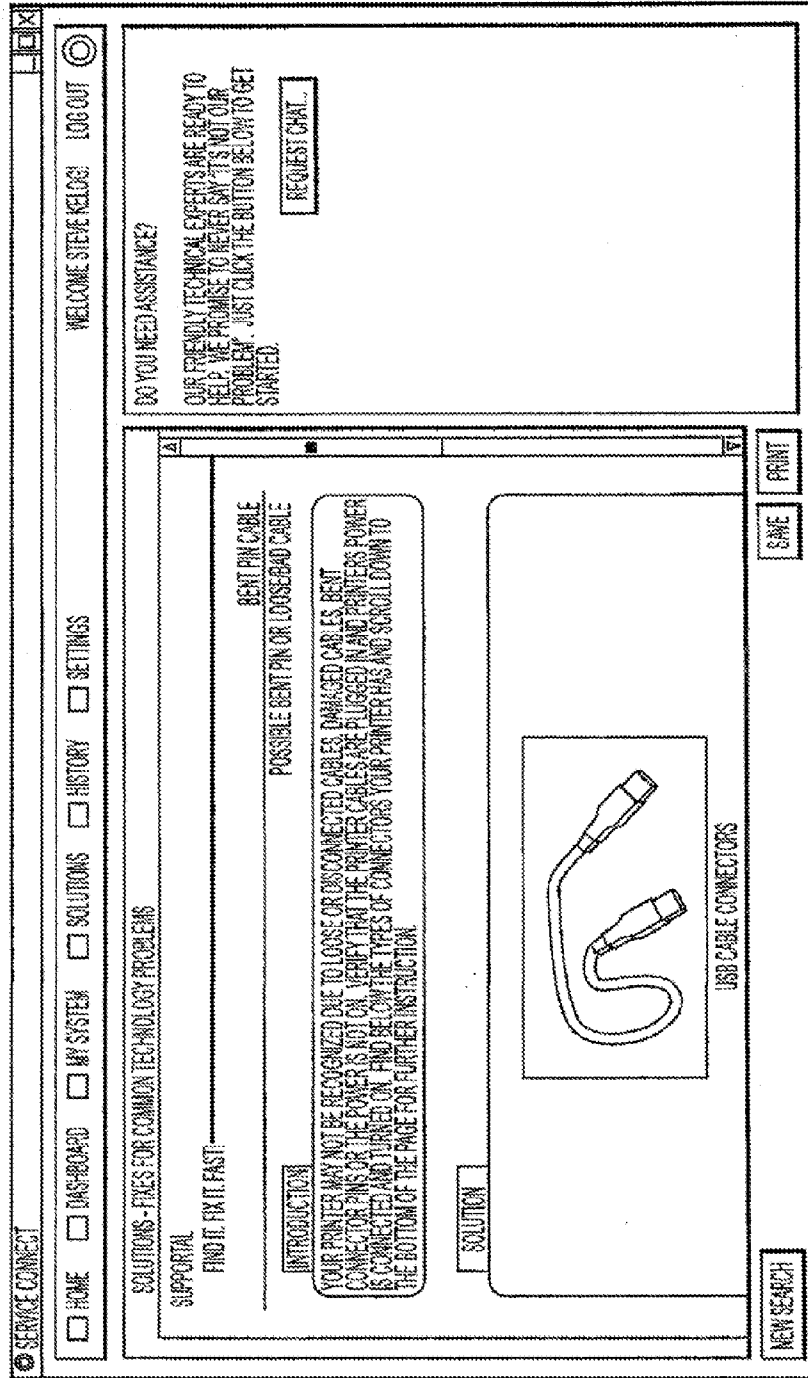 SERVICE CONNECT
HOME DASHBOARD MY SYSTEM SOLUTIONS HISTORY SETTINGS WELCOME STEVE KELOG! LOG OUT
SOLUTIONS - FIXES FOR COMMON TECHNOLOGY PROBLEMS
SUPPORTAL
FIND IT. FIX IT. FAST!
BENT PIN CABLE
POSSIBLE BENT PIN OR LOOSE/BAD CABLE
INTRODUCTION
YOUR PRINTER MAY NOT BE RECOGNIZED DUE TO LOOSE OR DISCONNECTED CABLES, DAMAGED CABLES, BENT
CONNECTOR PINS OR THE POWER IS NOT ON. VERIFY THAT THE PRINTER CABLES ARE PLUGGED IN AND PRINTERS POWER
IS CONNECTED AND TURNED ON. FIND BELOW THE TYPES OF CONNECTORS YOUR PRINTER HAS AND SCROLL DOWN TO
THE BOTTOM OF THE PAGE FOR FURTHER INSTRUCTION.
SOLUTION
USB CABLE CONNECTORS
DO YOU NEED ASSISTANCE?
OUR FRIENDLY TECHNICAL EXPERTS ARE READY TO
HELP. WE PROMISE TO NEVER SAY "IT'S NOT OUR
PROBLEM". JUST CLICK THE BUTTON BELOW TO GET
STARTED.
REQUEST CHAT...
NEW SEARCH
SAVE
PRINT